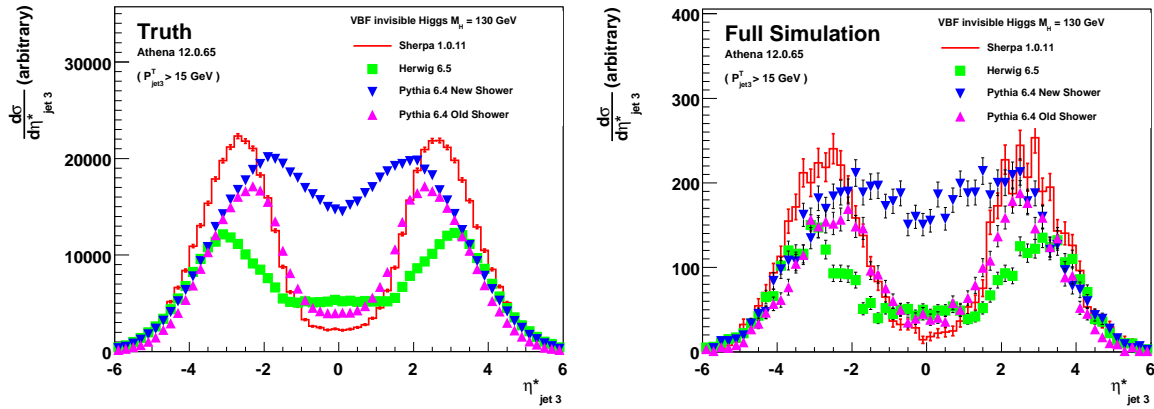 Truth
VBF invisible Higgs M_H = 130 GeV
Athena 12.0.65
( P^T_jet3 > 15 GeV )
Sherpa 1.0.11
Herwig 6.5
Pythia 6.4 New Shower
Pythia 6.4 Old Shower
dσ/dη*_jet 3 (arbitrary)
30000
20000
10000
0
-6 -4 -2 0 2 4 6
η*_jet 3
Full Simulation
VBF invisible Higgs M_H = 130 GeV
Athena 12.0.65
( P^T_jet3 > 15 GeV )
Sherpa 1.0.11
Herwig 6.5
Pythia 6.4 New Shower
Pythia 6.4 Old Shower
dσ/dη*_jet 3 (arbitrary)
400
300
200
100
0
-6 -4 -2 0 2 4 6
η*_jet 3